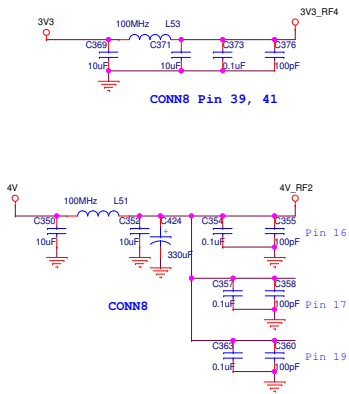 3V3_RF4
3V3
100MHz L53
C369 C371 C373 C376
10uF 10uF 0.1uF 100pF
CONN8 Pin 39, 41
4V 4V_RF2
100MHz L51
C350 C352 C424 C354 C355
+
Pin 16
10uF 10uF 0.1uF 100pF
330uF
C357 C358
Pin 17
0.1uF 100pF
CONN8
C363 C360
Pin 19
0.1uF 100pF